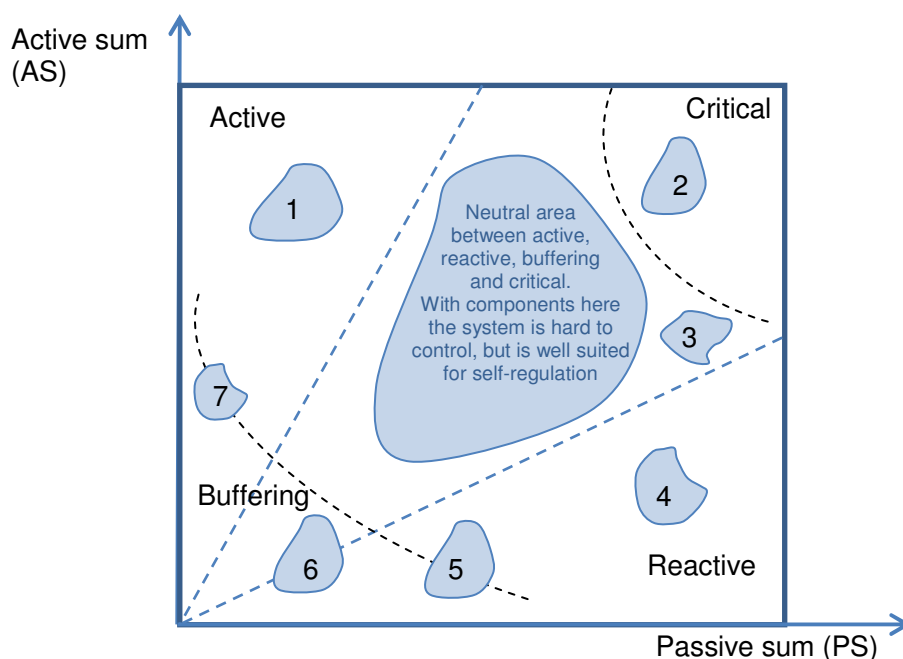 Active sum
(AS)
Active
Critical
1
2
Neutral area
between active,
reactive, buffering
and critical.
With components here
the system is hard to
control, but is well suited
for self-regulation
3
7
Buffering
4
6
5
Reactive
Passive sum (PS)